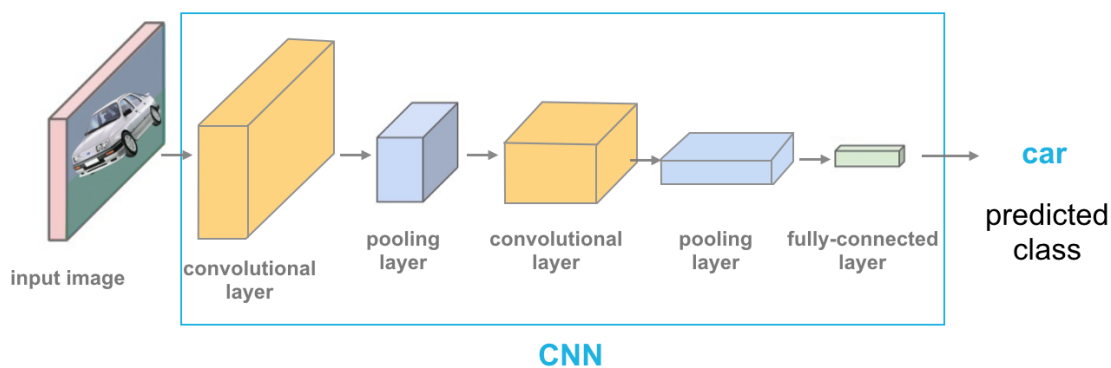 input image
convolutional
layer
pooling
layer
convolutional
layer
pooling
layer
fully-connected
layer
car
predicted
class
CNN